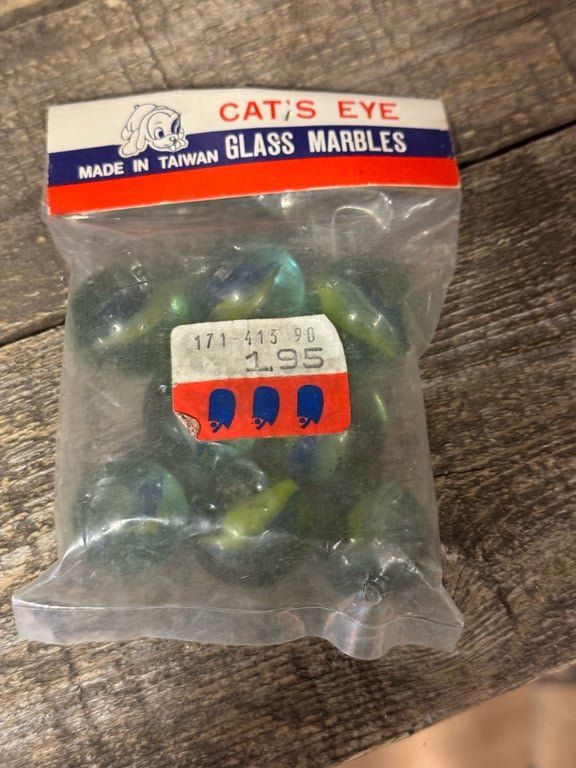 CAT'S EYE
MADE IN TAIWAN GLASS MARBLES
171-413 90
1.95